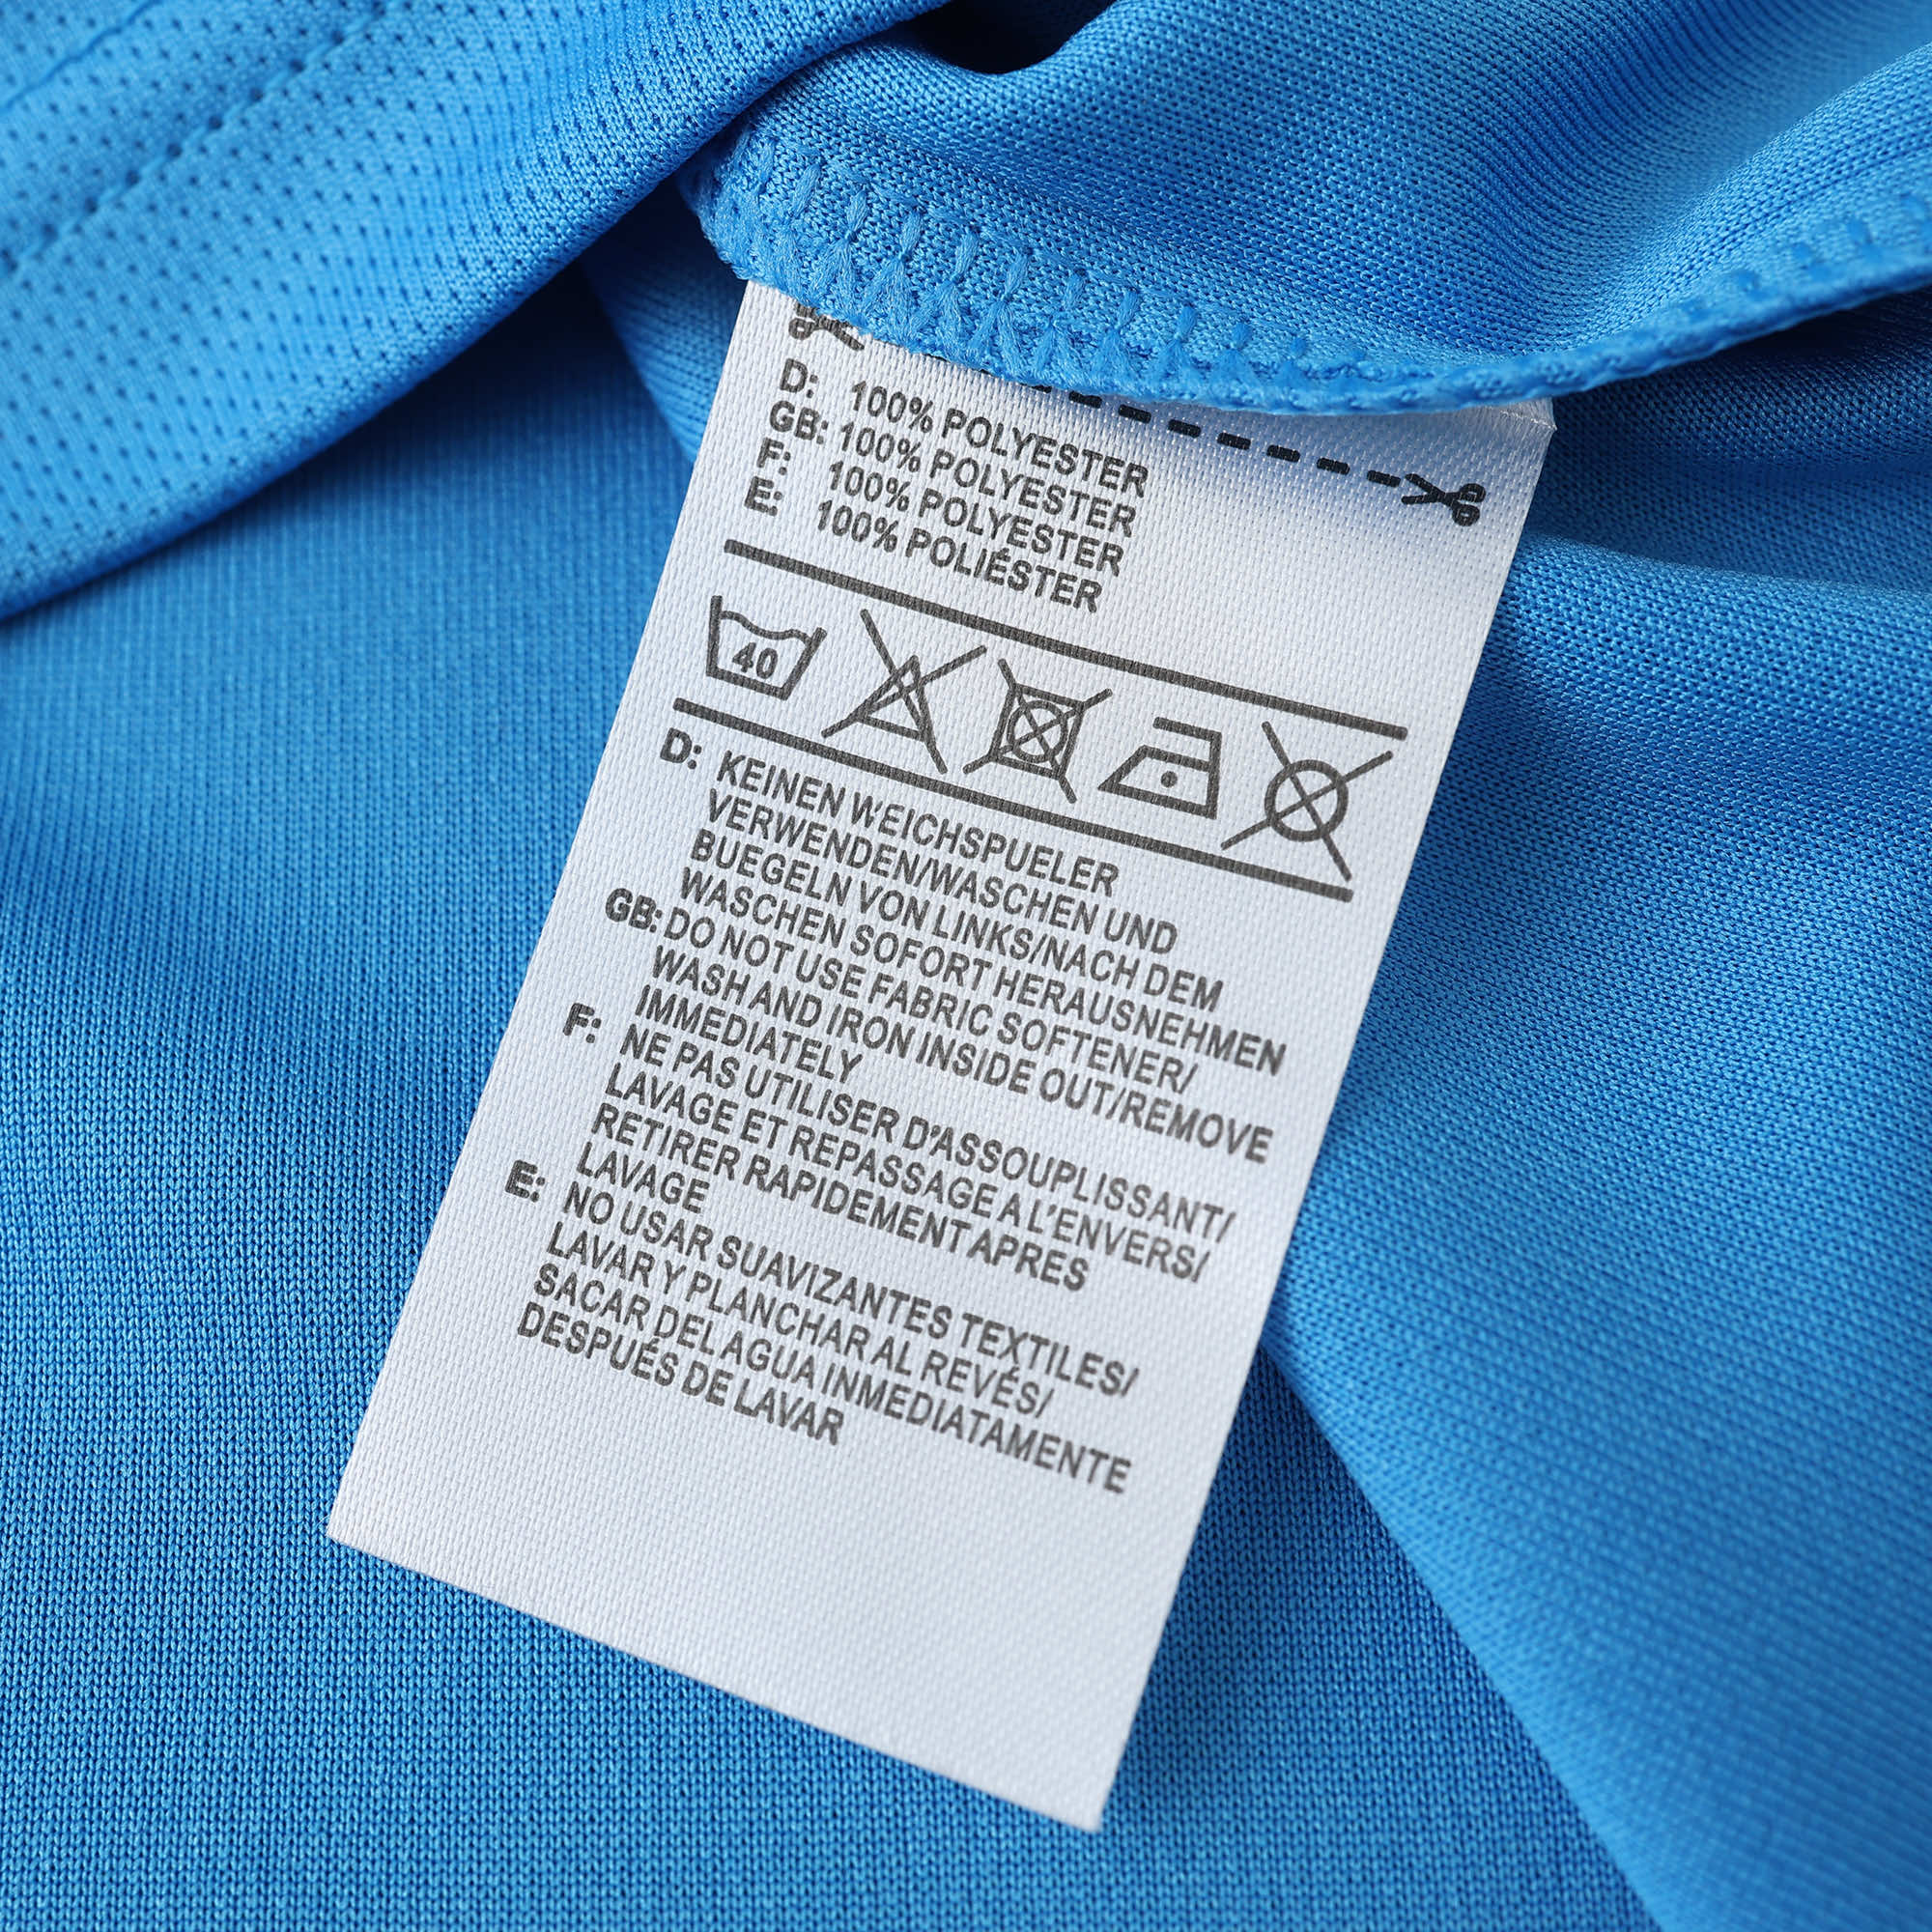 D: 100% POLYESTER
GB: 100% POLYESTER
F: 100% POLYESTER
E: 100% POLIÉSTER
40
D: KEINEN WEICHSPUELER
VERWENDEN/WASCHEN UND
BUEGELN VON LINKS/NACH DEM
WASCHEN SOFORT HERAUSNEHMEN
GB: DO NOT USE FABRIC SOFTENER/
WASH AND IRON INSIDE OUT/REMOVE
IMMEDIATELY
F: NE PAS UTILISER D'ASSOUPLISSANT/
LAVAGE ET REPASSAGE A L'ENVERS/
RETIRER RAPIDEMENT APRES
LAVAGE
E: NO USAR SUAVIZANTES TEXTILES/
LAVAR Y PLANCHAR AL REVÉS/
SACAR DEL AGUA INMEDIATAMENTE
DESPUÉS DE LAVAR